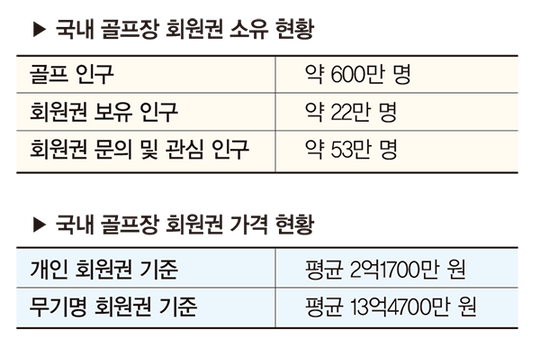 ▶ 국내 골프장 회원권 소유 현황
골프 인구 약 600만 명
회원권 보유 인구 약 22만 명
회원권 문의 및 관심 인구 약 53만 명
▶ 국내 골프장 회원권 가격 현황
개인 회원권 기준 평균 2억1700만 원
무기명 회원권 기준 평균 13억4700만 원